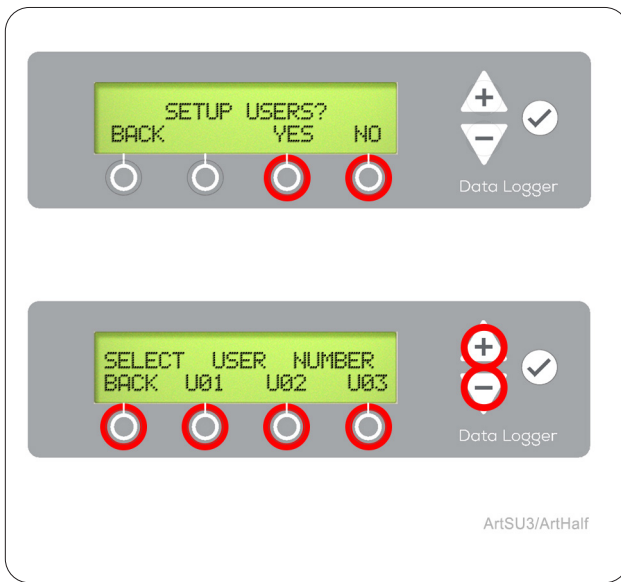 SETUP USERS?
BACK YES NO
+
-
Data Logger
SELECT USER NUMBER
BACK U01 U02 U03
+
-
Data Logger
ArtSU3/ArtHalf